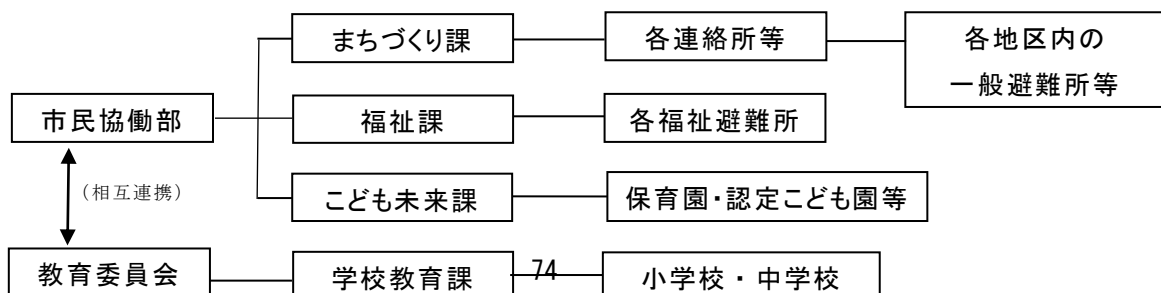 まちづくり課
各連絡所等
各地区内の
一般避難所等
市民協働部
福祉課
各福祉避難所
(相互連携)
こども未来課
保育園・認定こども園等
教育委員会
学校教育課
74
小学校・中学校